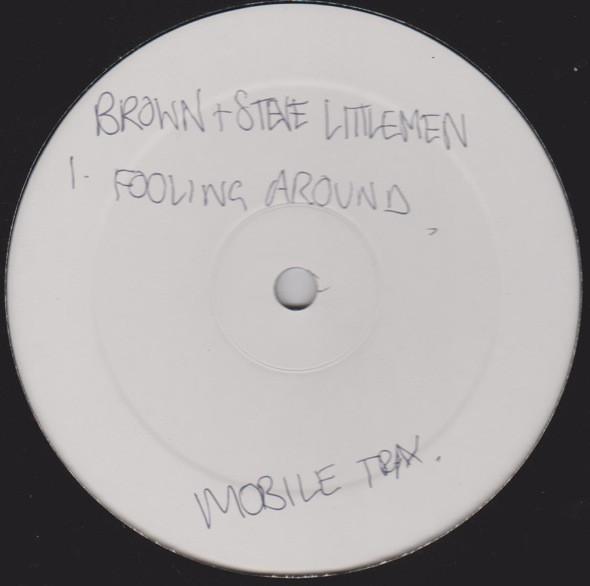 BROWN + STEVE LITTLEMEN
1. FOOLING AROUND
MOBILE TRAX.